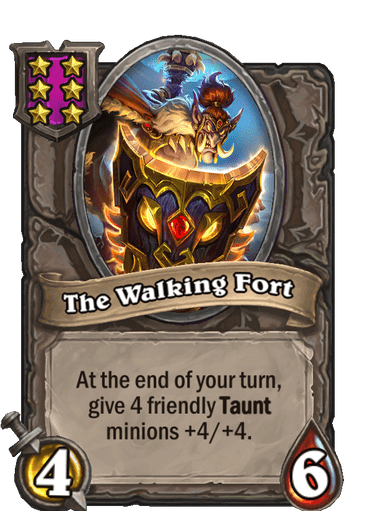 The Walking Fort
At the end of your turn,
give 4 friendly Taunt
minions +4/+4.
4
6